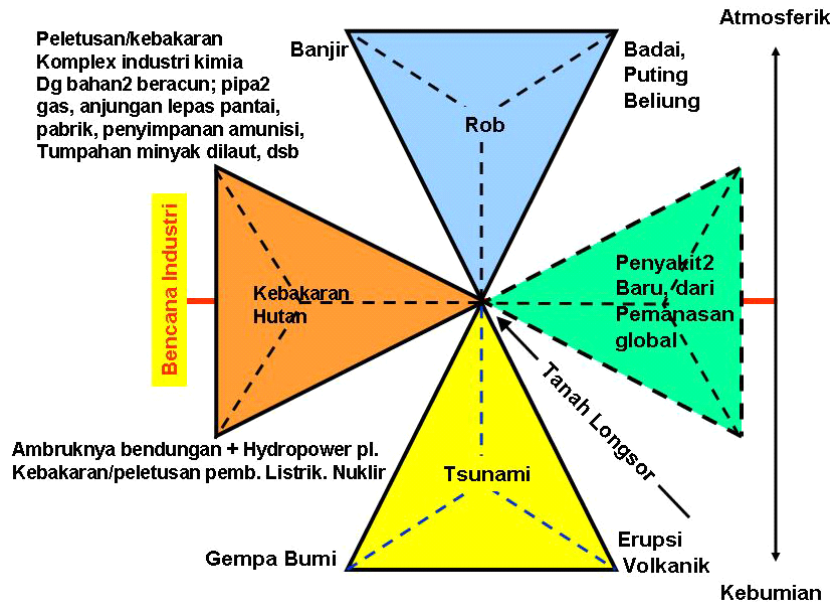 Peletusan/kebakaran
Komplex industri kimia
Dg bahan2 beracun; pipa2
gas, anjungan lepas pantai,
pabrik, penyimpanan amunisi,
Tumpahan minyak dilaut, dsb
Banjir
Badai,
Puting
Beliung
Atmosferik
Rob
Bencana Industri
Kebakaran
Hutan
Penyakit2
Baru, dari
Pemanasan
global
Tanah Longsor
Ambruknya bendungan + Hydropower pl.
Kebakaran/peletusan pemb. Listrik. Nuklir
Tsunami
Gempa Bumi
Erupsi
Volkanik
Kebumian